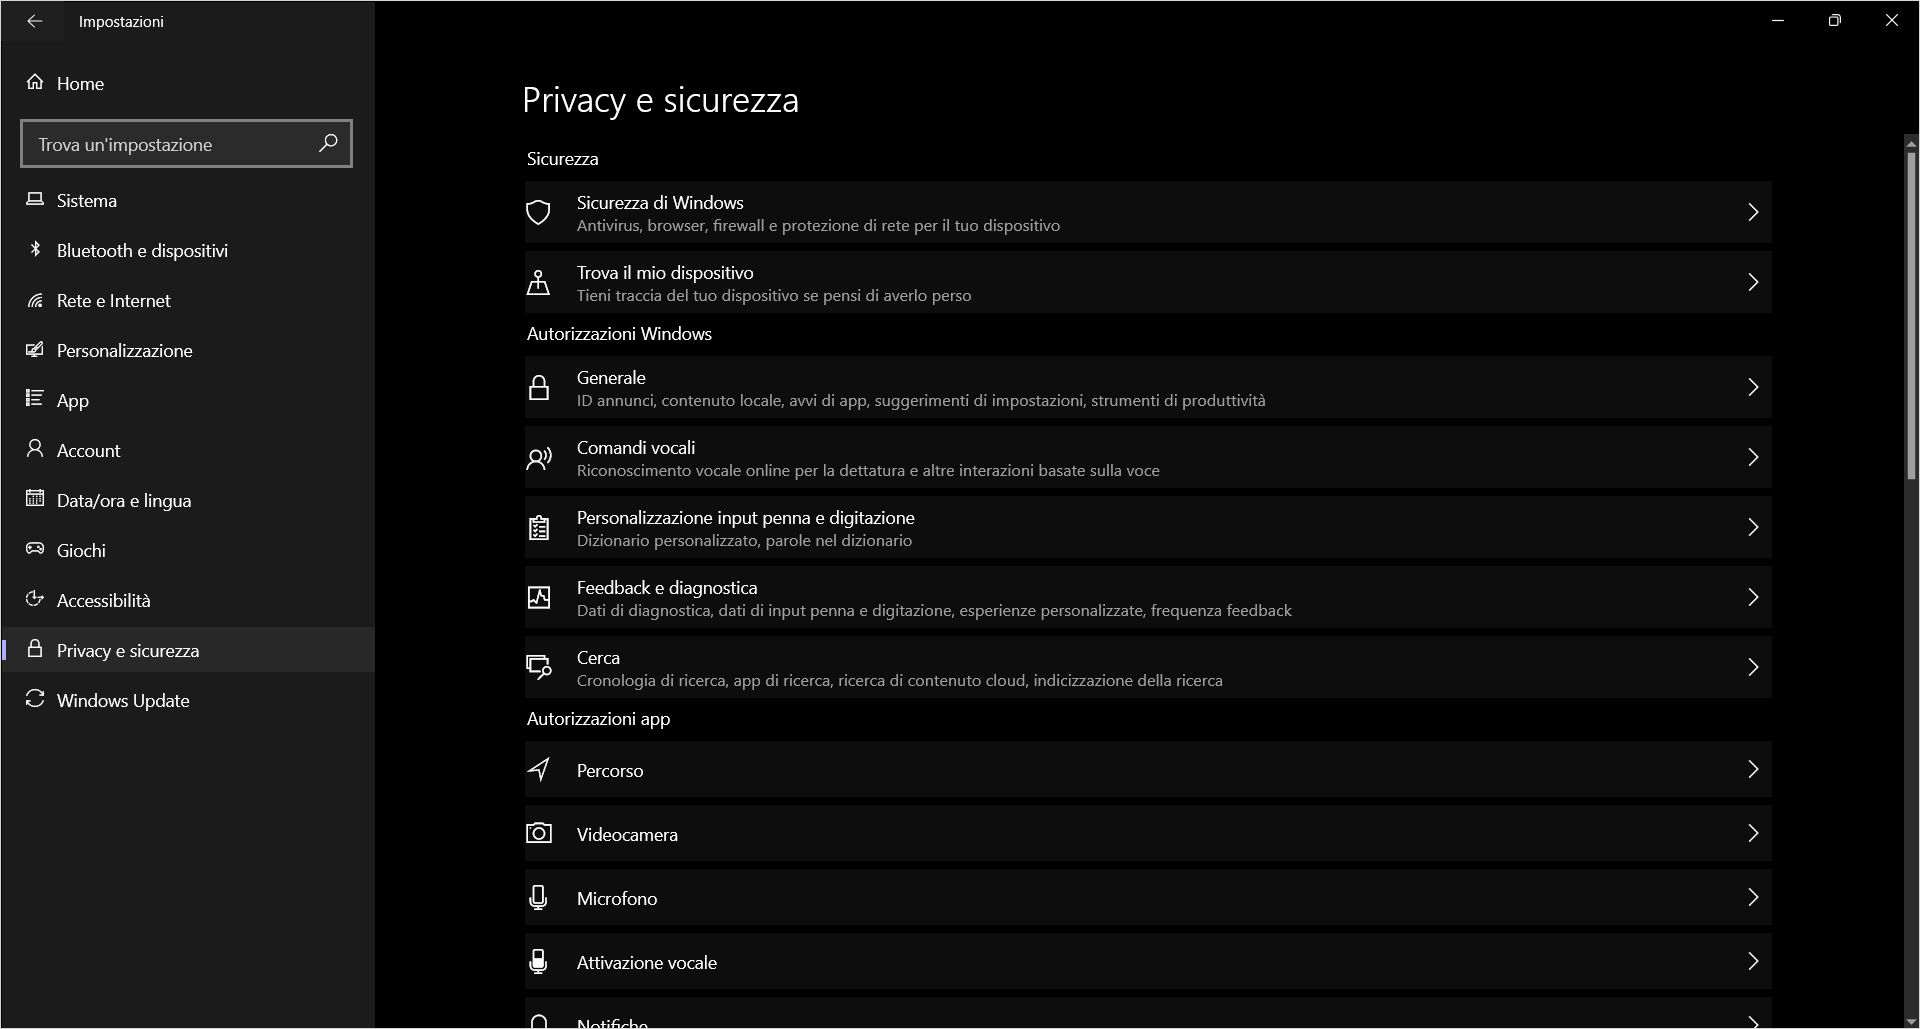 Impostazioni
Home
Trova un'impostazione
Sistema
Bluetooth e dispositivi
Rete e Internet
Personalizzazione
App
Account
Data/ora e lingua
Giochi
Accessibilità
Privacy e sicurezza
Windows Update
Privacy e sicurezza
Sicurezza
Sicurezza di Windows
Antivirus, browser, firewall e protezione di rete per il tuo dispositivo
Trova il mio dispositivo
Tieni traccia del tuo dispositivo se pensi di averlo perso
Autorizzazioni Windows
Generale
ID annunci, contenuto locale, avvi di app, suggerimenti di impostazioni, strumenti di produttività
Comandi vocali
Riconoscimento vocale online per la dettatura e altre interazioni basate sulla voce
Personalizzazione input penna e digitazione
Dizionario personalizzato, parole nel dizionario
Feedback e diagnostica
Dati di diagnostica, dati di input penna e digitazione, esperienze personalizzate, frequenza feedback
Cerca
Cronologia di ricerca, app di ricerca, ricerca di contenuto cloud, indicizzazione della ricerca
Autorizzazioni app
Percorso
Videocamera
Microfono
Attivazione vocale
Notifiche